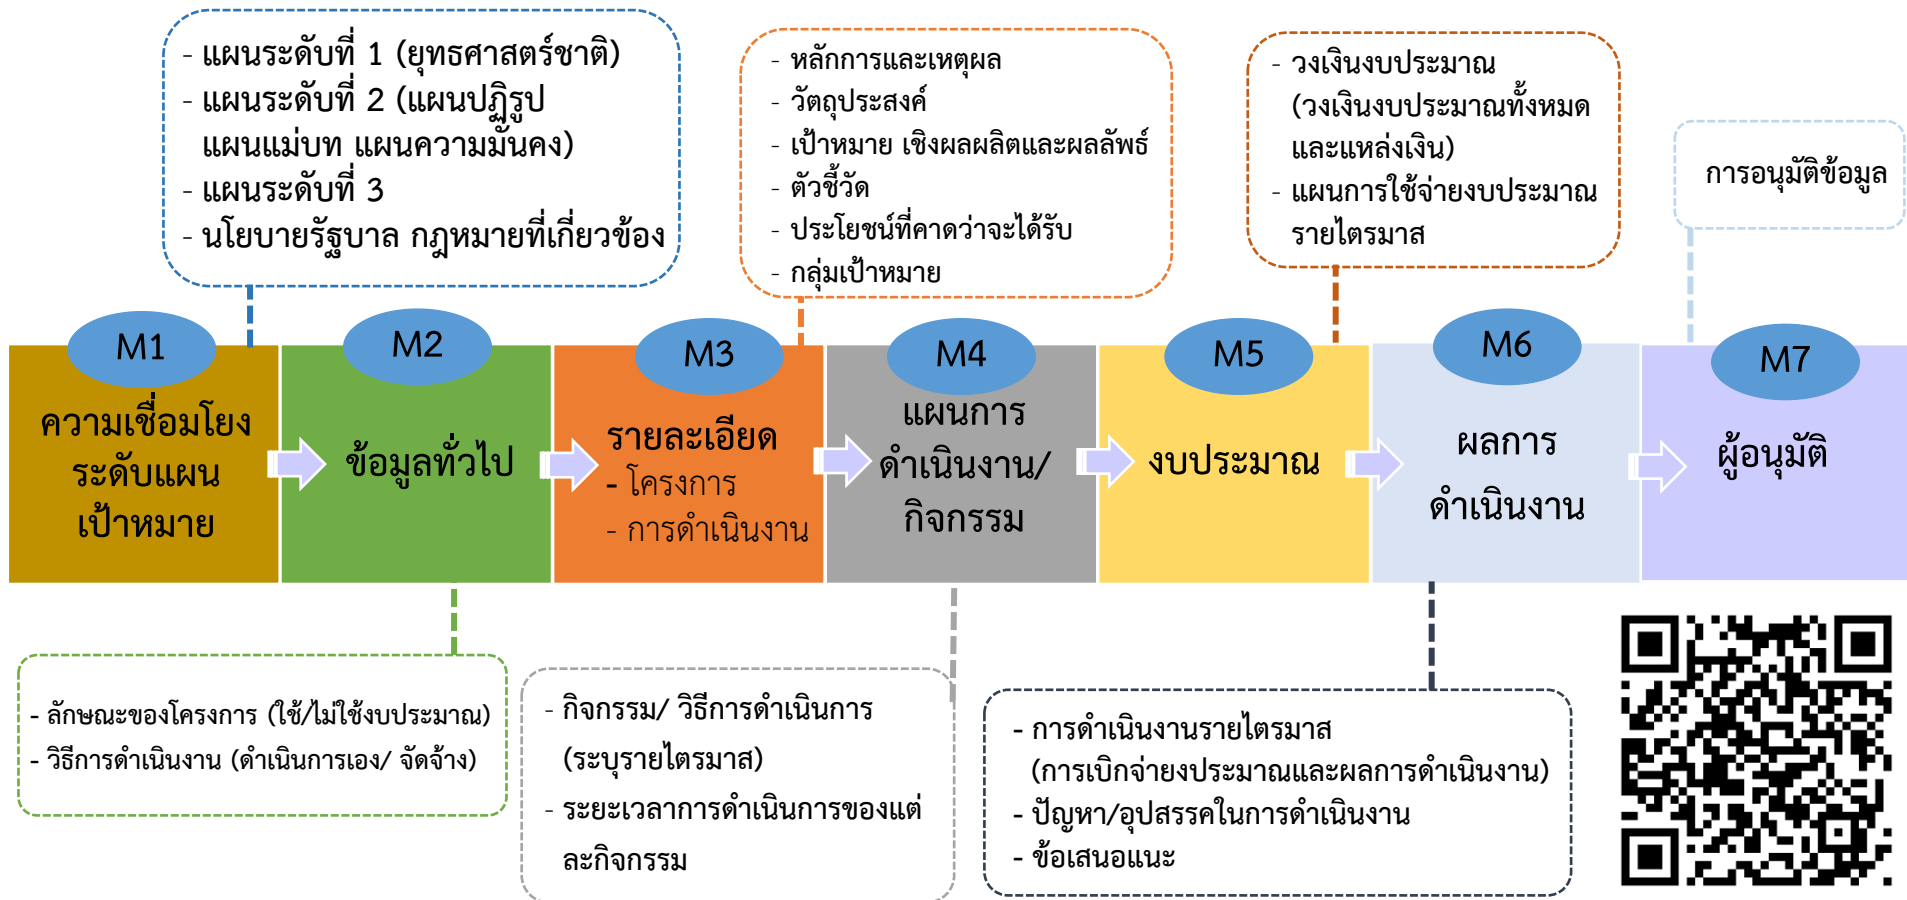 - แผนระดับที่ 1 (ยุทธศาสตร์ชาติ)
- แผนระดับที่ 2 (แผนปฏิรูป
แผนแม่บท แผนความมั่นคง)
- แผนระดับที่ 3
- นโยบายรัฐบาล กฎหมายที่เกี่ยวข้อง
- หลักการและเหตุผล
- วัตถุประสงค์
- เป้าหมาย เชิงผลผลิตและผลลัพธ์
- ตัวชี้วัด
- ประโยชน์ที่คาดว่าจะได้รับ
- กลุ่มเป้าหมาย
- วงเงินงบประมาณ
(วงเงินงบประมาณทั้งหมด
และแหล่งเงิน)
- แผนการใช้จ่ายงบประมาณ
รายไตรมาส
การอนุมัติข้อมูล
M1
ความเชื่อมโยง
ระดับแผน
เป้าหมาย
M2
ข้อมูลทั่วไป
M3
รายละเอียด
- โครงการ
- การดำเนินงาน
M4
แผนการ
ดำเนินงาน/
กิจกรรม
M5
งบประมาณ
M6
ผลการ
ดำเนินงาน
M7
ผู้อนุมัติ
- ลักษณะของโครงการ (ใช้/ไม่ใช้งบประมาณ)
- วิธีการดำเนินงาน (ดำเนินการเอง/ จัดจ้าง)
- กิจกรรม/ วิธีการดำเนินการ
(ระบุรายไตรมาส)
- ระยะเวลาการดำเนินการของแต่
ละกิจกรรม
- การดำเนินงานรายไตรมาส
(การเบิกจ่ายงประมาณและผลการดำเนินงาน)
- ปัญหา/อุปสรรคในการดำเนินงาน
- ข้อเสนอแนะ